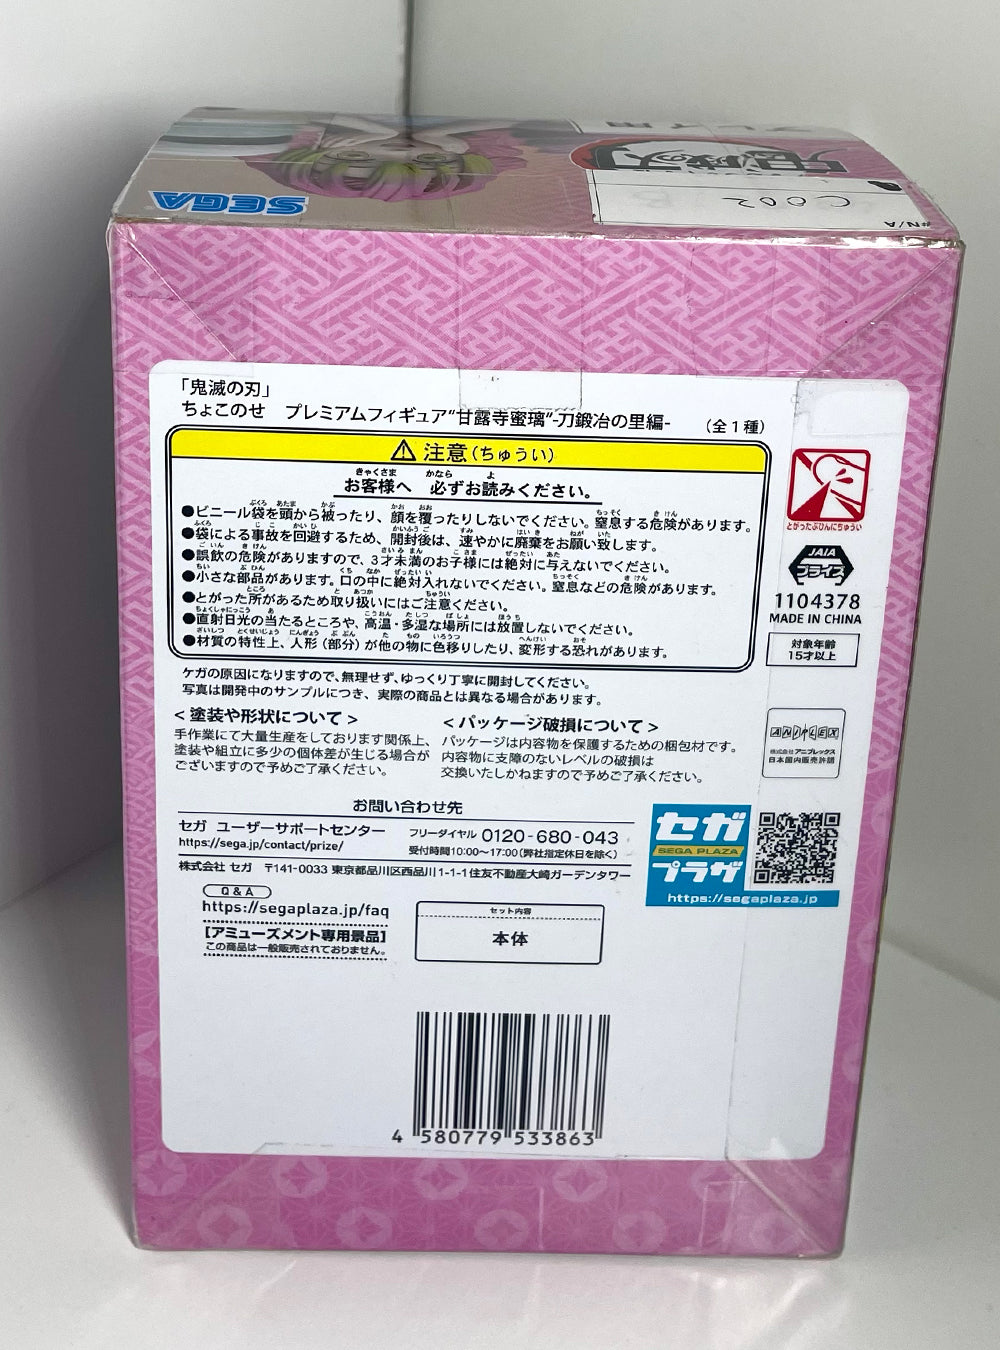 SEGA
鬼滅の刃
C002
#N/A
「鬼滅の刃」
ちょこのせ プレミアムフィギュア“甘露寺蜜璃”-刀鍛冶の里編- (全1種)
⚠ 注意(ちゅうい)
お客様へ 必ずお読みください。
●ビニール袋を頭から被ったり、顔を覆ったりしないでください。窒息する危険があります。
●袋による事故を回避するため、開封後は、速やかに廃棄をお願い致します。
●誤飲の危険がありますので、3才未満のお子様には絶対に与えないでください。
●小さな部品があります。口の中に絶対入れないでください。窒息などの危険があります。
●とがった所があるため取り扱いにはご注意ください。
●直射日光の当たるところや、高温・多湿な場所には放置しないでください。
●材質の特性上、人形(部分)が他の物に色移りしたり、変形する恐れがあります。
ケガの原因になりますので、無理せず、ゆっくり丁寧に開封してください。
写真は開発中のサンプルにつき、実際の商品とは異なる場合があります。
<塗装や形状について>
手作業にて大量生産をしております関係上、
塗装や組立に多少の個体差が生じる場合が
ございますので予めご了承ください。
<パッケージ破損について>
パッケージは内容物を保護するための梱包材です。
内容物に支障のないレベルの破損は
交換いたしかねますので予めご了承ください。
とがったぶひんにちゅうい
JAIA
プライズ
1104378
MADE IN CHINA
対象年齢
15才以上
ANIPLEX
株式会社アニプレックス
日本国内販売許諾
お問い合わせ先
セガ ユーザーサポートセンター
https://sega.jp/contact/prize/
フリーダイヤル 0120-680-043
受付時間10:00〜17:00(弊社指定休日を除く)
株式会社 セガ 〒141-0033 東京都品川区西品川1-1-1住友不動産大崎ガーデンタワー
Q&A
https://segaplaza.jp/faq
[アミューズメント専用景品]
この商品は一般販売されておりません。
セット内容
本体
セガ
SEGA PLAZA
プラザ
https://segaplaza.jp
4 580779 533863